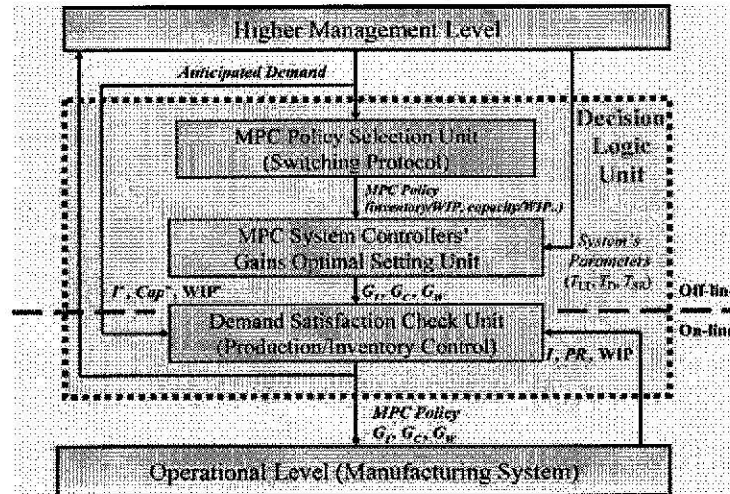 Higher Management Level
Anticipated Demand
Decision
Logic
Unit
MPC Policy Selection Unit
(Switching Protocol)
MPC Policy
(inventory/WIP, capacity/WIP..)
MPC System Controllers'
Gains Optimal Setting Unit
System's
Parameters
(T_LT, T_D, T_SR)
I*, Cap*, WIP*
G_I, G_C, G_W
Off-line
On-line
Demand Satisfaction Check Unit
(Production/Inventory Control)
I, PR, WIP
MPC Policy
G_I, G_C, G_W
Operational Level (Manufacturing System)